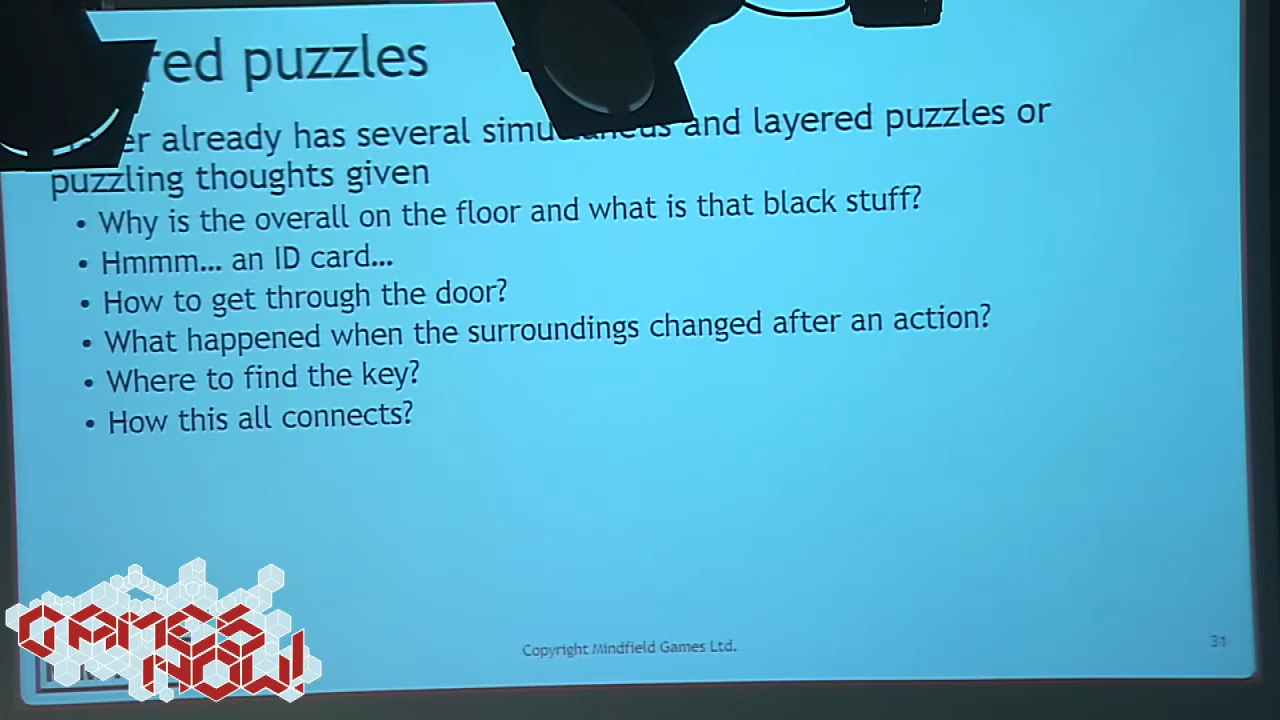 red puzzles
er already has several and layered puzzles or
puzzling thoughts given
• Why is the overall on the floor and what is that black stuff?
• Hmmm... an ID card...
• How to get through the door?
• What happened when the surroundings changed after an action?
• Where to find the key?
• How this all connects?
Copyright Mindfield Games Ltd.
31
GAMES
NOW!